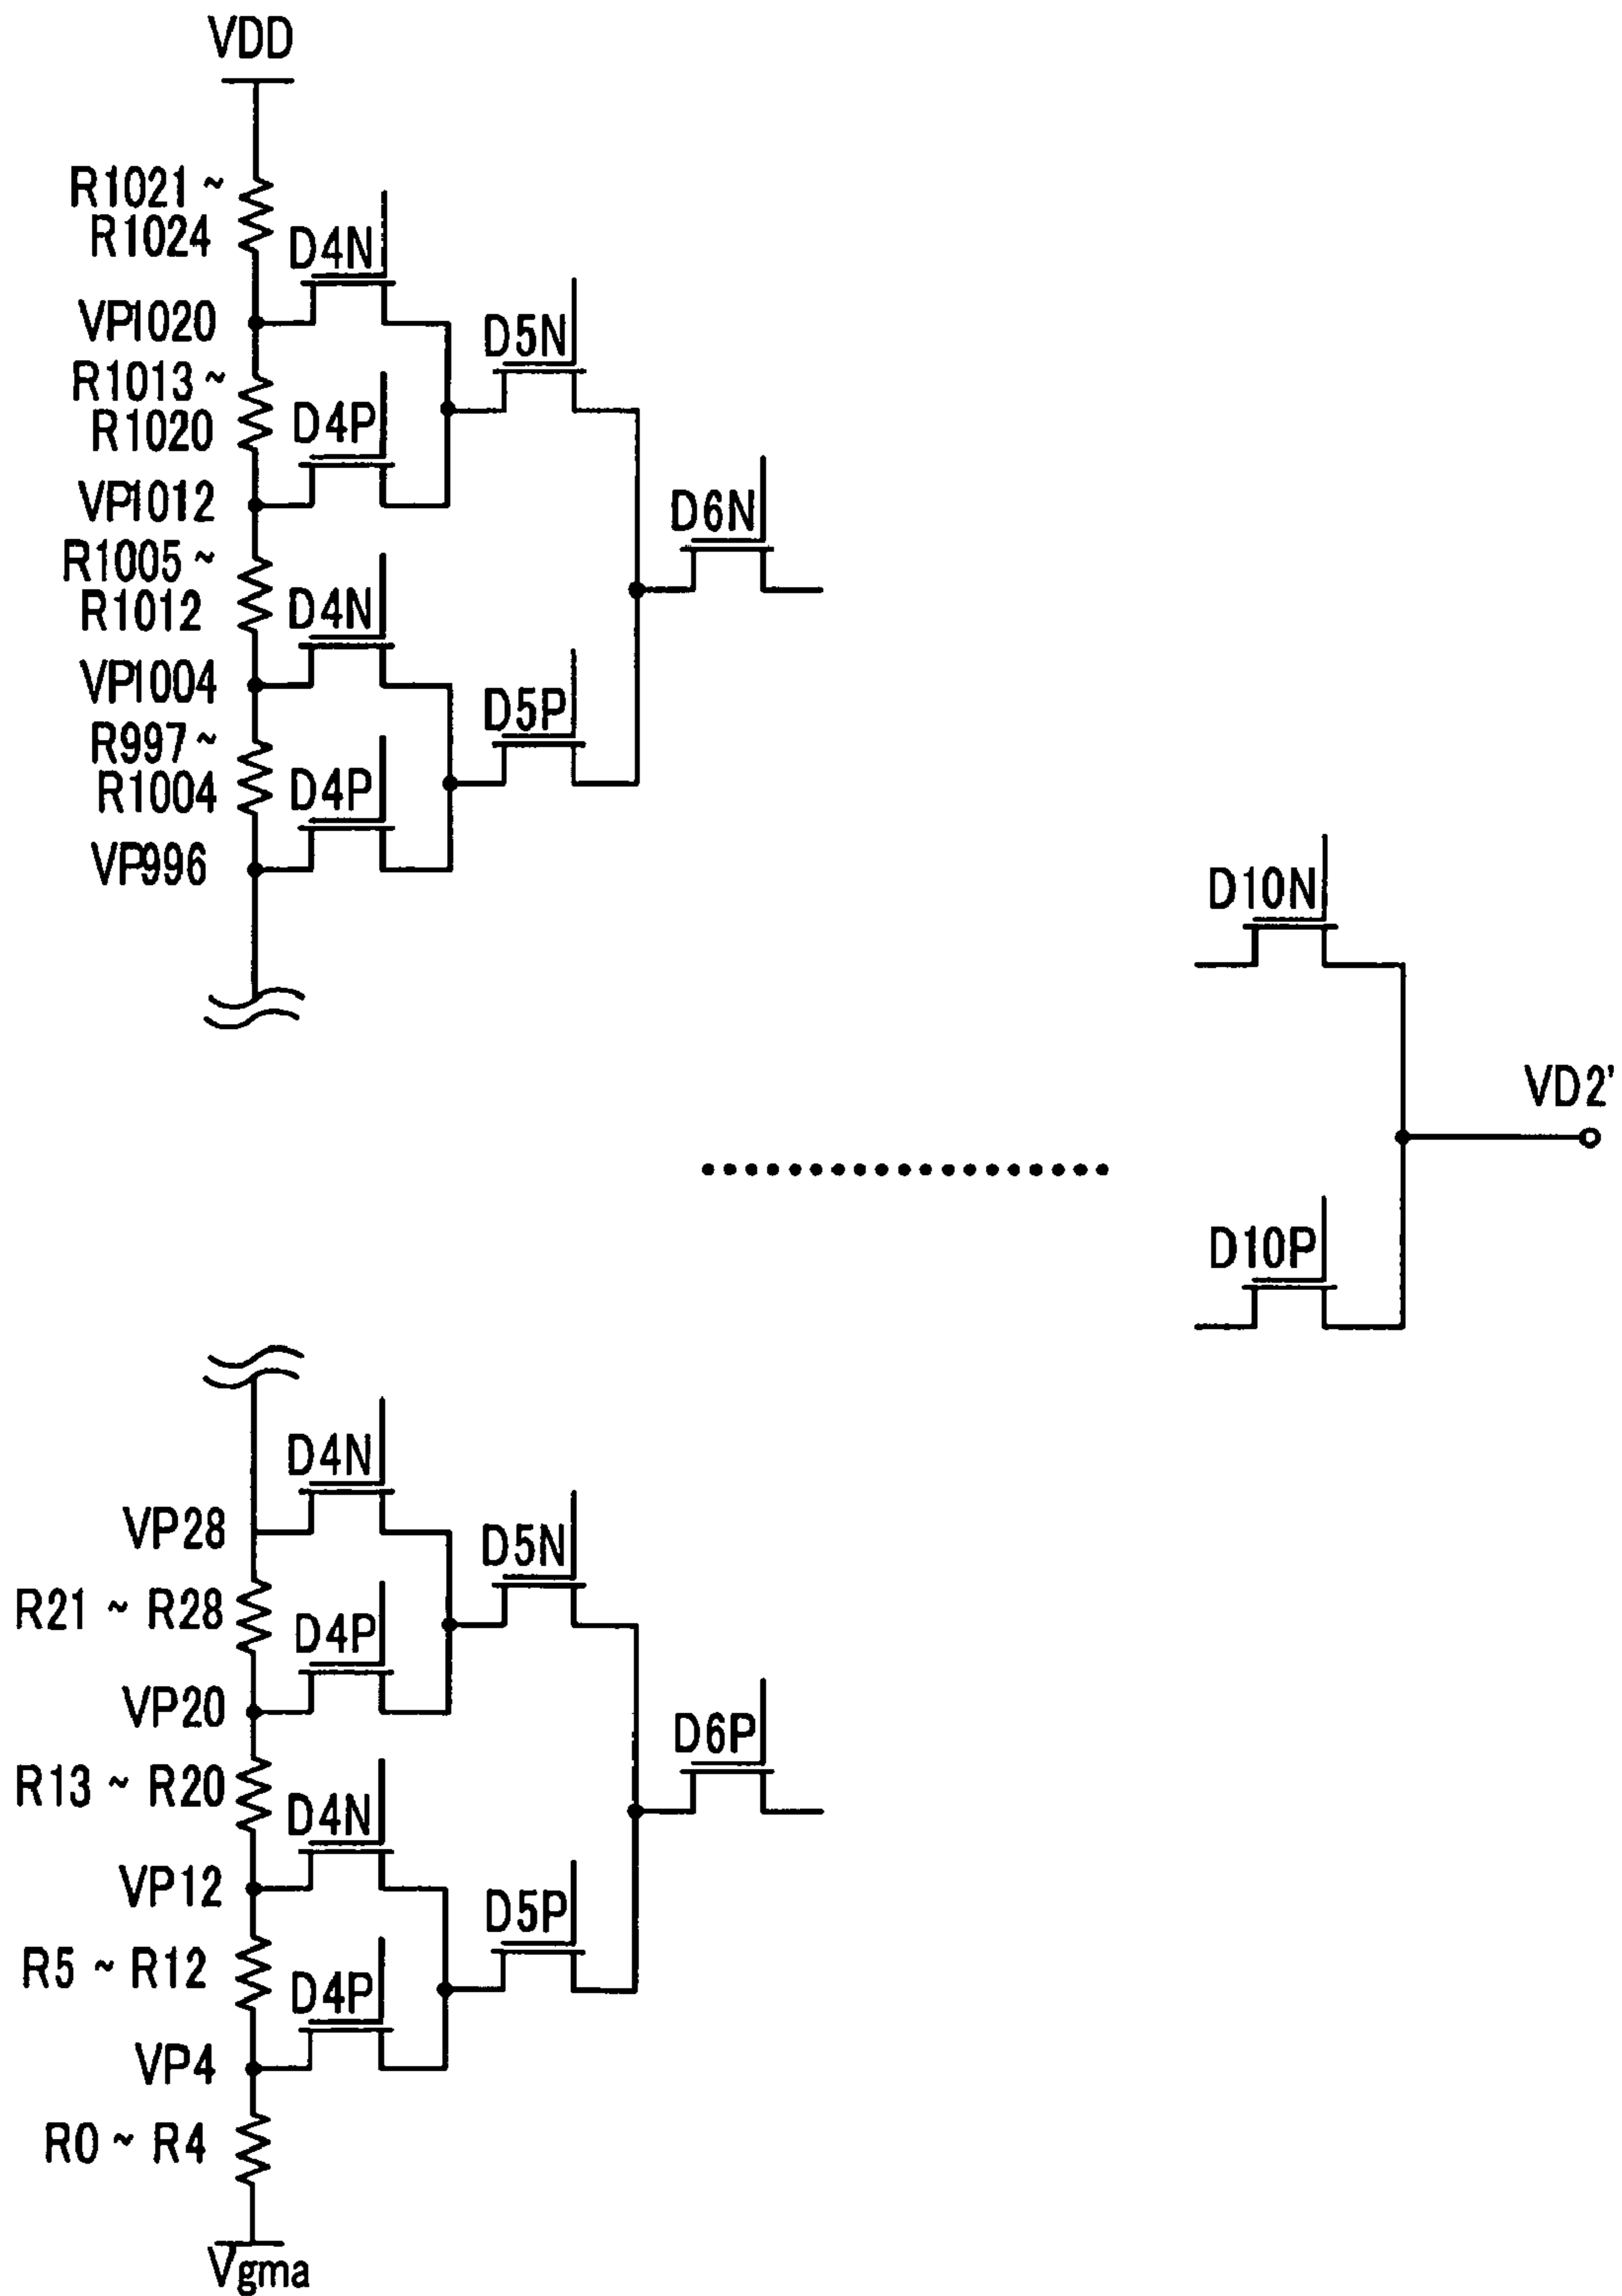 VDD
R1021 ~
R1024
D4N
VP1020
D5N
R1013 ~
R1020
D4P
VP1012
D6N
R1005 ~
R1012
D4N
VP1004
D5P
R997 ~
R1004
D4P
VP996
D10N
VD2'
D10P
D4N
VP28
D5N
R21 ~ R28
D4P
VP20
D6P
R13 ~ R20
D4N
VP12
D5P
R5 ~ R12
D4P
VP4
R0 ~ R4
Vgma